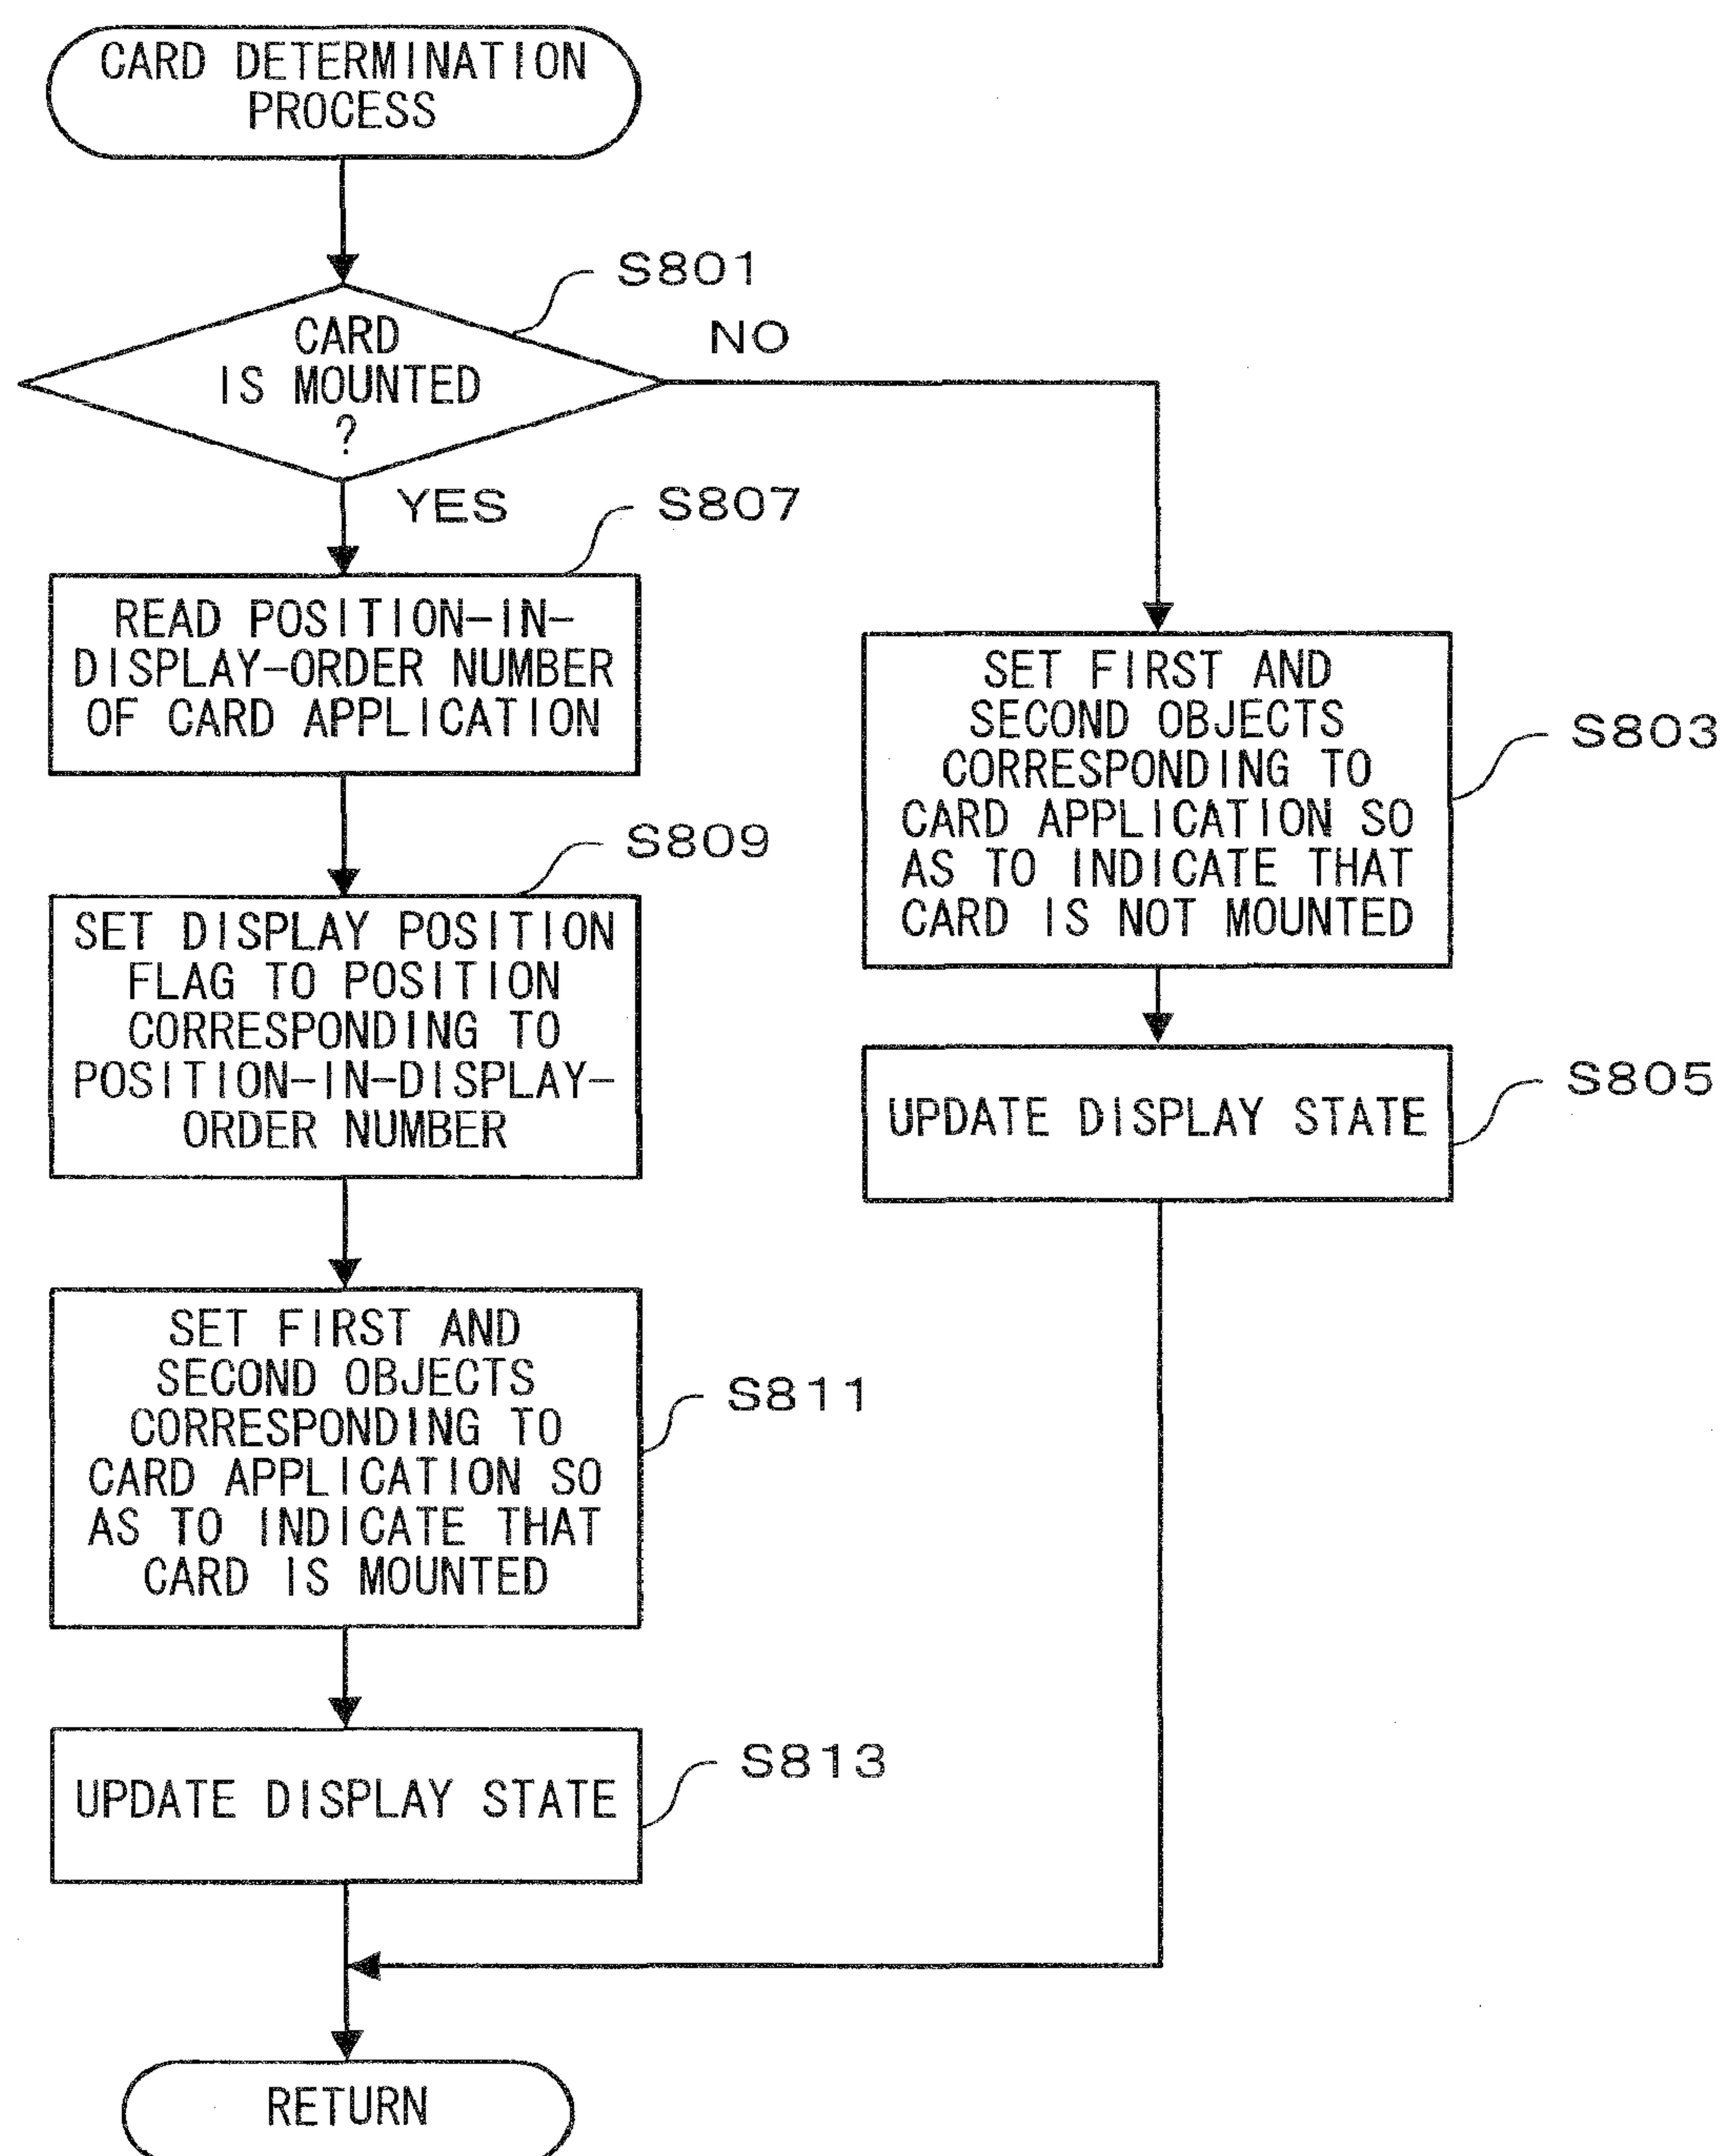 CARD DETERMINATION
PROCESS
S801
CARD
IS MOUNTED
?
NO
YES
S807
READ POSITION-IN-
DISPLAY-ORDER NUMBER
OF CARD APPLICATION
SET FIRST AND
SECOND OBJECTS
CORRESPONDING TO
CARD APPLICATION SO
AS TO INDICATE THAT
CARD IS NOT MOUNTED
S803
S809
SET DISPLAY POSITION
FLAG TO POSITION
CORRESPONDING TO
POSITION-IN-DISPLAY-
ORDER NUMBER
UPDATE DISPLAY STATE
S805
SET FIRST AND
SECOND OBJECTS
CORRESPONDING TO
CARD APPLICATION SO
AS TO INDICATE THAT
CARD IS MOUNTED
S811
UPDATE DISPLAY STATE
S813
RETURN